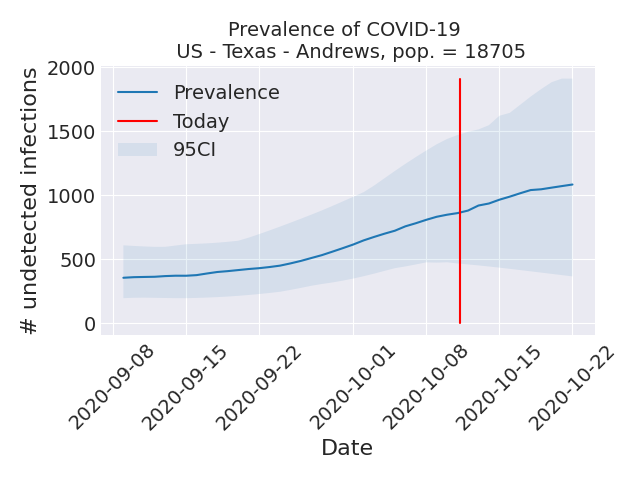 Prevalence of COVID-19
US - Texas - Andrews, pop. = 18705
# undetected infections
2000
1500
1000
500
0
Prevalence
Today
95CI
2020-09-08
2020-09-15
2020-09-22
2020-10-01
2020-10-08
2020-10-15
2020-10-22
Date